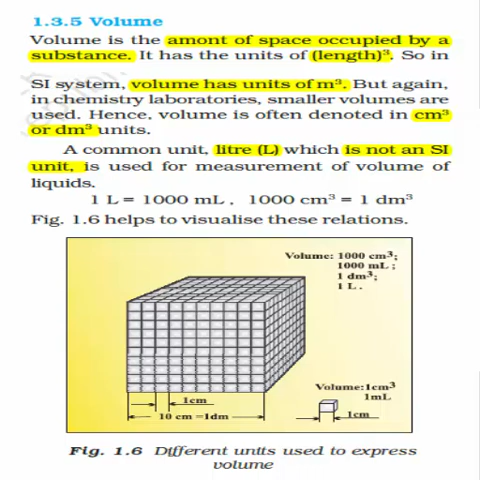 1.3.5 Volume
Volume is the amont of space occupied by a
substance. It has the units of (length)³. So in
SI system, volume has units of m³. But again,
in chemistry laboratories, smaller volumes are
used. Hence, volume is often denoted in cm³
or dm³ units.
A common unit, litre (L) which is not an SI
unit, is used for measurement of volume of
liquids.
1 L = 1000 mL , 1000 cm³ = 1 dm³
Fig. 1.6 helps to visualise these relations.
Volume: 1000 cm³;
1000 mL ;
1 dm³;
1 L .
Volume:1cm³
1mL
1cm
10 cm =1dm
1cm
Fig. 1.6 Different units used to express
volume